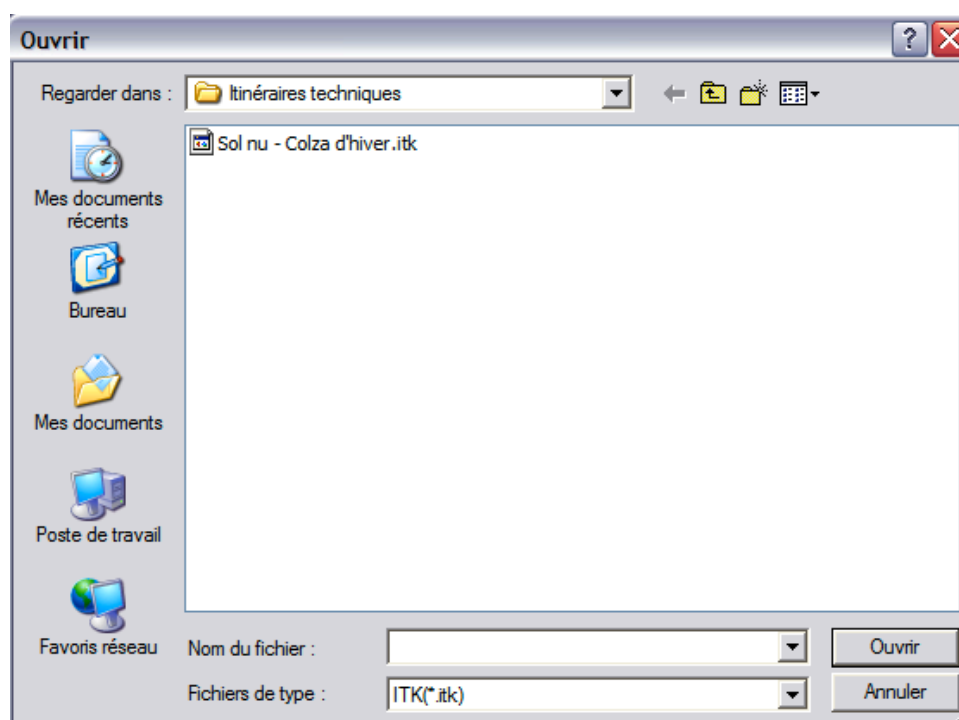 Ouvrir
Regarder dans :
Itinéraires techniques
Sol nu - Colza d'hiver.itk
Mes documents
récents
Bureau
Mes documents
Poste de travail
Favoris réseau
Nom du fichier :
Ouvrir
Fichiers de type :
ITK(*.itk)
Annuler